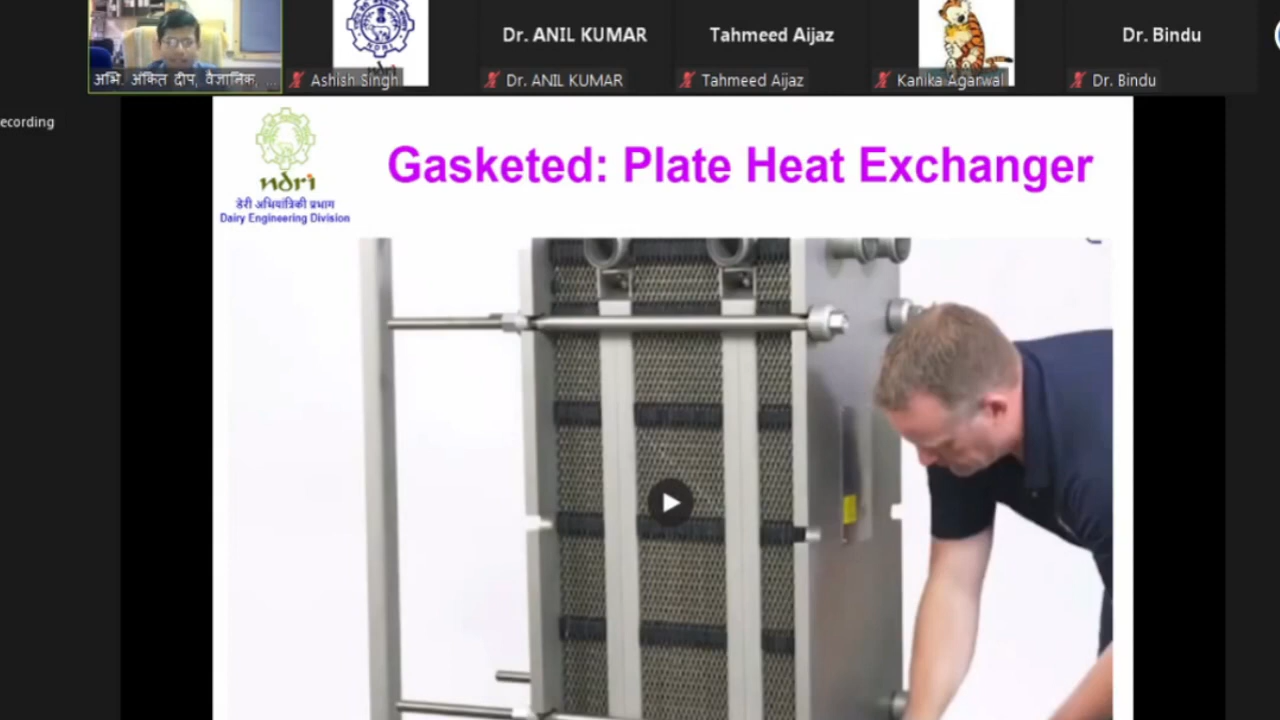 Dr. ANIL KUMAR
Tahmeed Aijaz
Dr. Bindu
NDRI
अभि. अंकित दीप, वैज्ञानिक, ...
Ashish Singh
Dr. ANIL KUMAR
Tahmeed Aijaz
Kanika Agarwal
Dr. Bindu
ecording
Gasketed: Plate Heat Exchanger
ndri
डेरी अभियांत्रिकी प्रभाग
Dairy Engineering Division